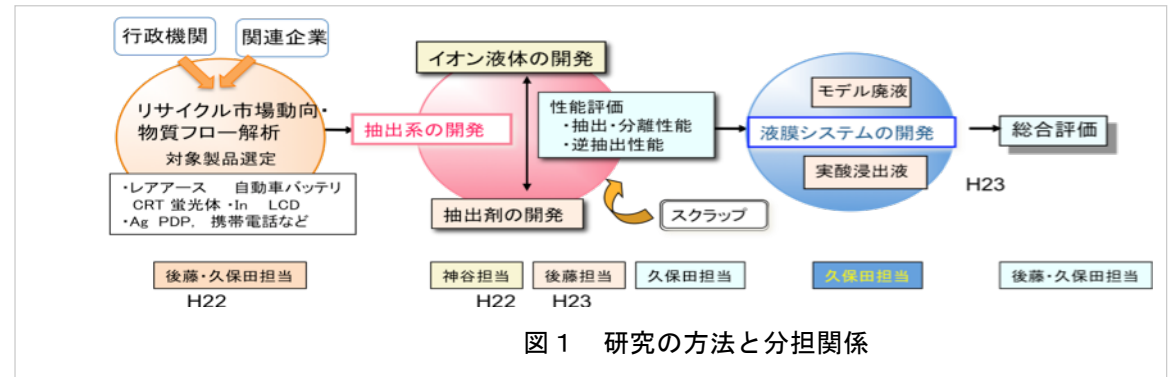 行政機関
関連企業
リサイクル市場動向・
物質フロー解析
対象製品選定
・レアアース 自動車バッテリ
CRT 蛍光体・In LCD
・Ag PDP, 携帯電話など
後藤・久保田担当
H22
抽出系の開発
イオン液体の開発
性能評価
・抽出・分離性能
・逆抽出性能
抽出剤の開発
スクラップ
神谷担当
後藤担当
久保田担当
H22
H23
モデル廃液
液膜システムの開発
実酸浸出液
久保田担当
総合評価
H23
後藤・久保田担当
図1 研究の方法と分担関係